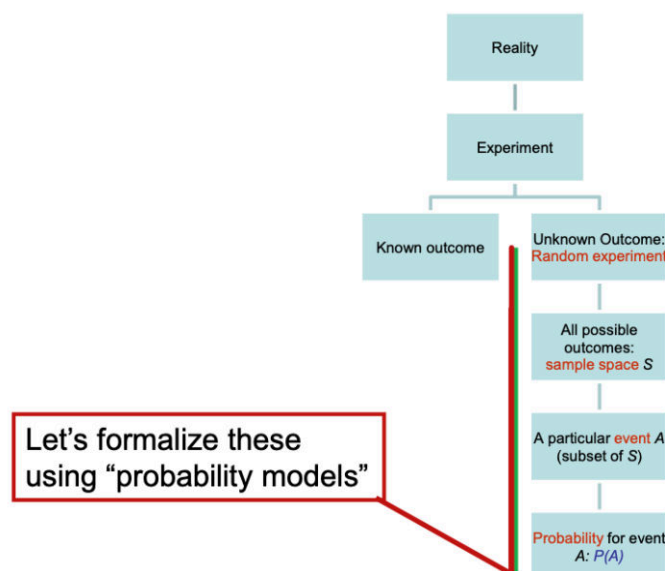 Reality
Experiment
Known outcome
Unknown Outcome:
Random experiment
All possible
outcomes:
sample space S
Let's formalize these
using “probability models”
A particular event A
(subset of S)
Probability for event
A: P(A)